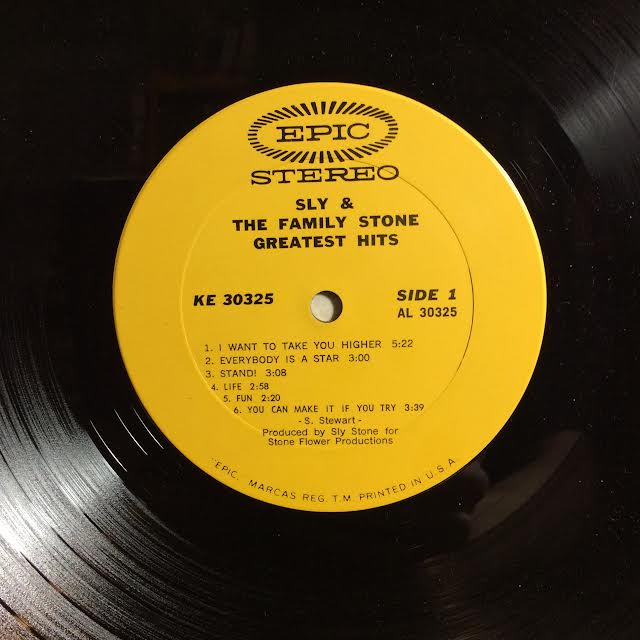 EPIC
STEREO
SLY &
THE FAMILY STONE
GREATEST HITS
KE 30325
SIDE 1
AL 30325
1. I WANT TO TAKE YOU HIGHER 5:22
2. EVERYBODY IS A STAR 3:00
3. STAND! 3:08
4. LIFE 2:58
5. FUN 2:20
6. YOU CAN MAKE IT IF YOU TRY 3:39
- S. Stewart -
Produced by Sly Stone for
Stone Flower Productions
"EPIC, MARCAS REG. T.M. PRINTED IN U.S.A.